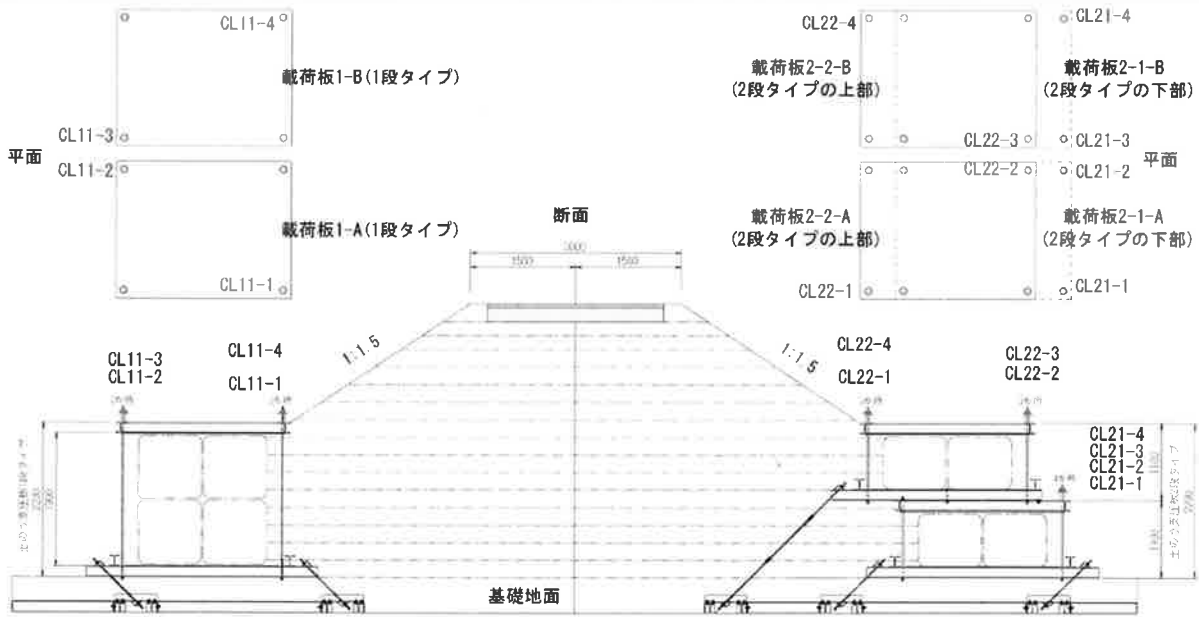 CL11-4
載荷板1-B(1段タイプ)
CL11-3
平面
CL11-2
載荷板1-A(1段タイプ)
CL11-1
CL22-4
CL21-4
載荷板2-2-B
(2段タイプの上部)
載荷板2-1-B
(2段タイプの下部)
CL22-3
CL21-3
CL22-2
CL21-2
平面
載荷板2-2-A
(2段タイプの上部)
載荷板2-1-A
(2段タイプの下部)
CL22-1
CL21-1
断面
1500
1500
1:1.5
1:1.5
CL11-3
CL11-2
CL11-4
CL11-1
CL22-4
CL22-1
CL22-3
CL22-2
CL21-4
CL21-3
CL21-2
CL21-1
基礎地面